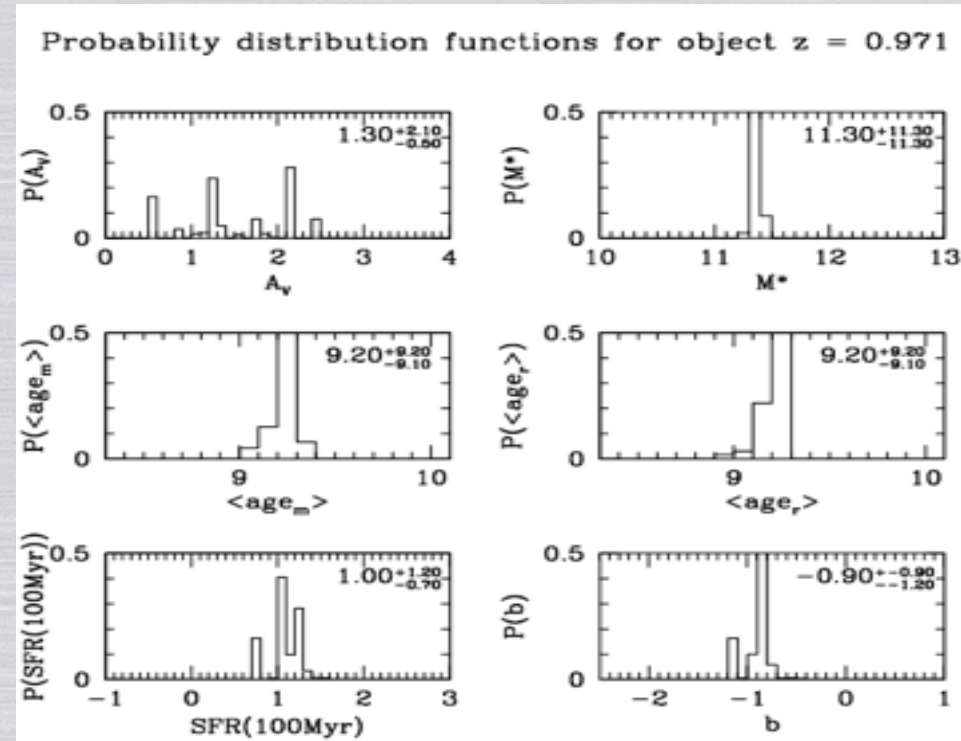 Probability distribution functions for object z = 0.971
0.5
0
P(A_v)
1.30 +2.10 -0.50
0 1 2 3 4
A_v
0.5
0
P(M*)
11.30 +11.30 -11.30
10 11 12 13
M*
0.5
0
P(<age_m>)
9.20 +9.20 -9.10
9 10
<age_m>
0.5
0
P(<age_r>)
9.20 +9.20 -9.10
9 10
<age_r>
0.5
0
P(SFR(100Myr))
1.00 +1.20 -0.70
-1 0 1 2 3
SFR(100Myr)
0.5
0
P(b)
-0.90 +-0.90 --1.20
-2 -1 0 1
b